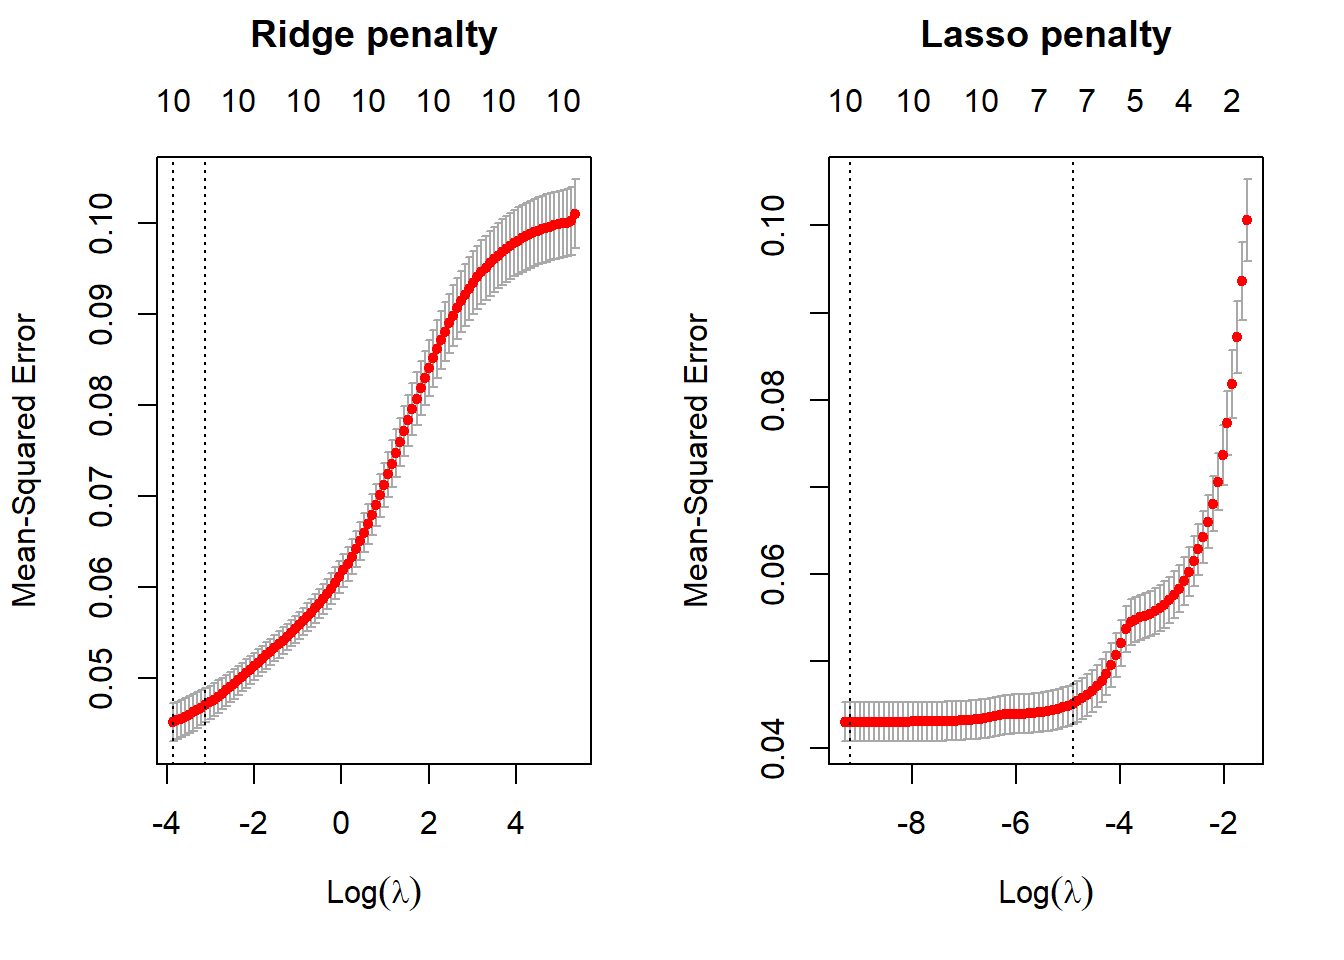 Ridge penalty
10 10 10 10 10 10 10
Mean-Squared Error
0.10
0.09
0.08
0.07
0.06
0.05
-4 -2 0 2 4
Log(λ)
Lasso penalty
10 10 10 7 7 5 4 2
Mean-Squared Error
0.10
0.08
0.06
0.04
-8 -6 -4 -2
Log(λ)